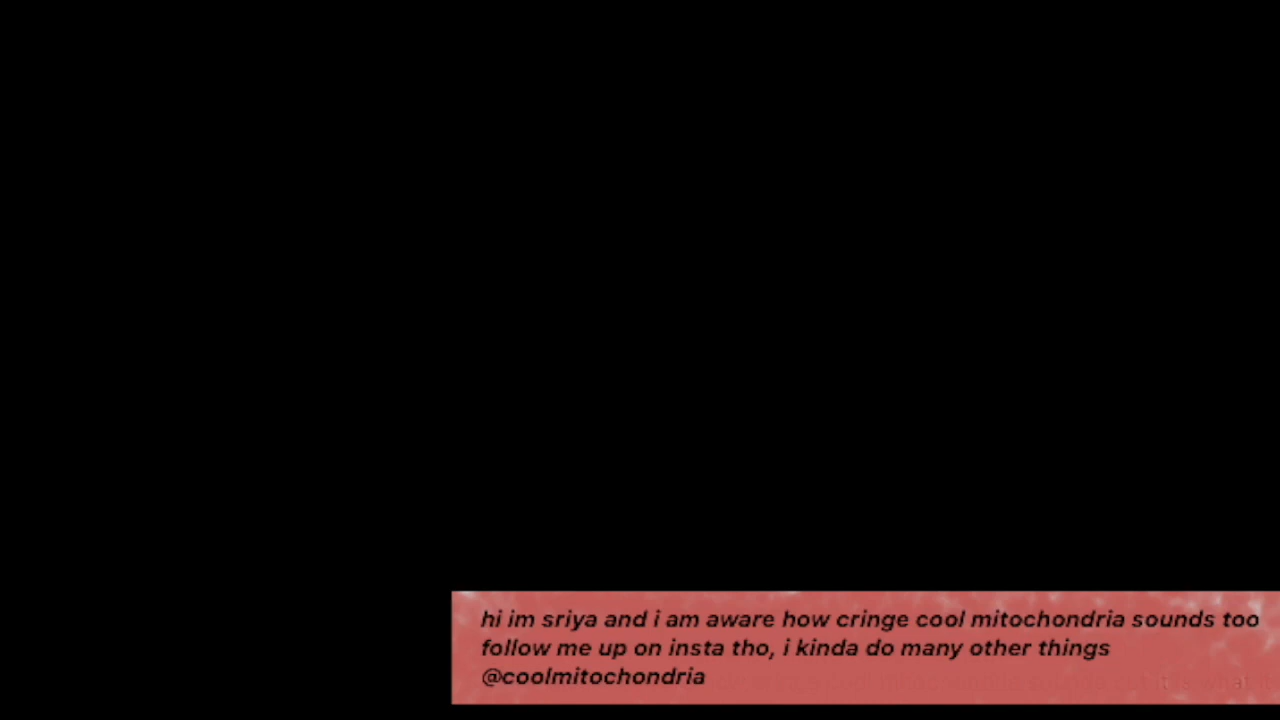 hi im sriya and i am aware how cringe cool mitochondria sounds too
follow me up on insta tho, i kinda do many other things
@coolmitochondria